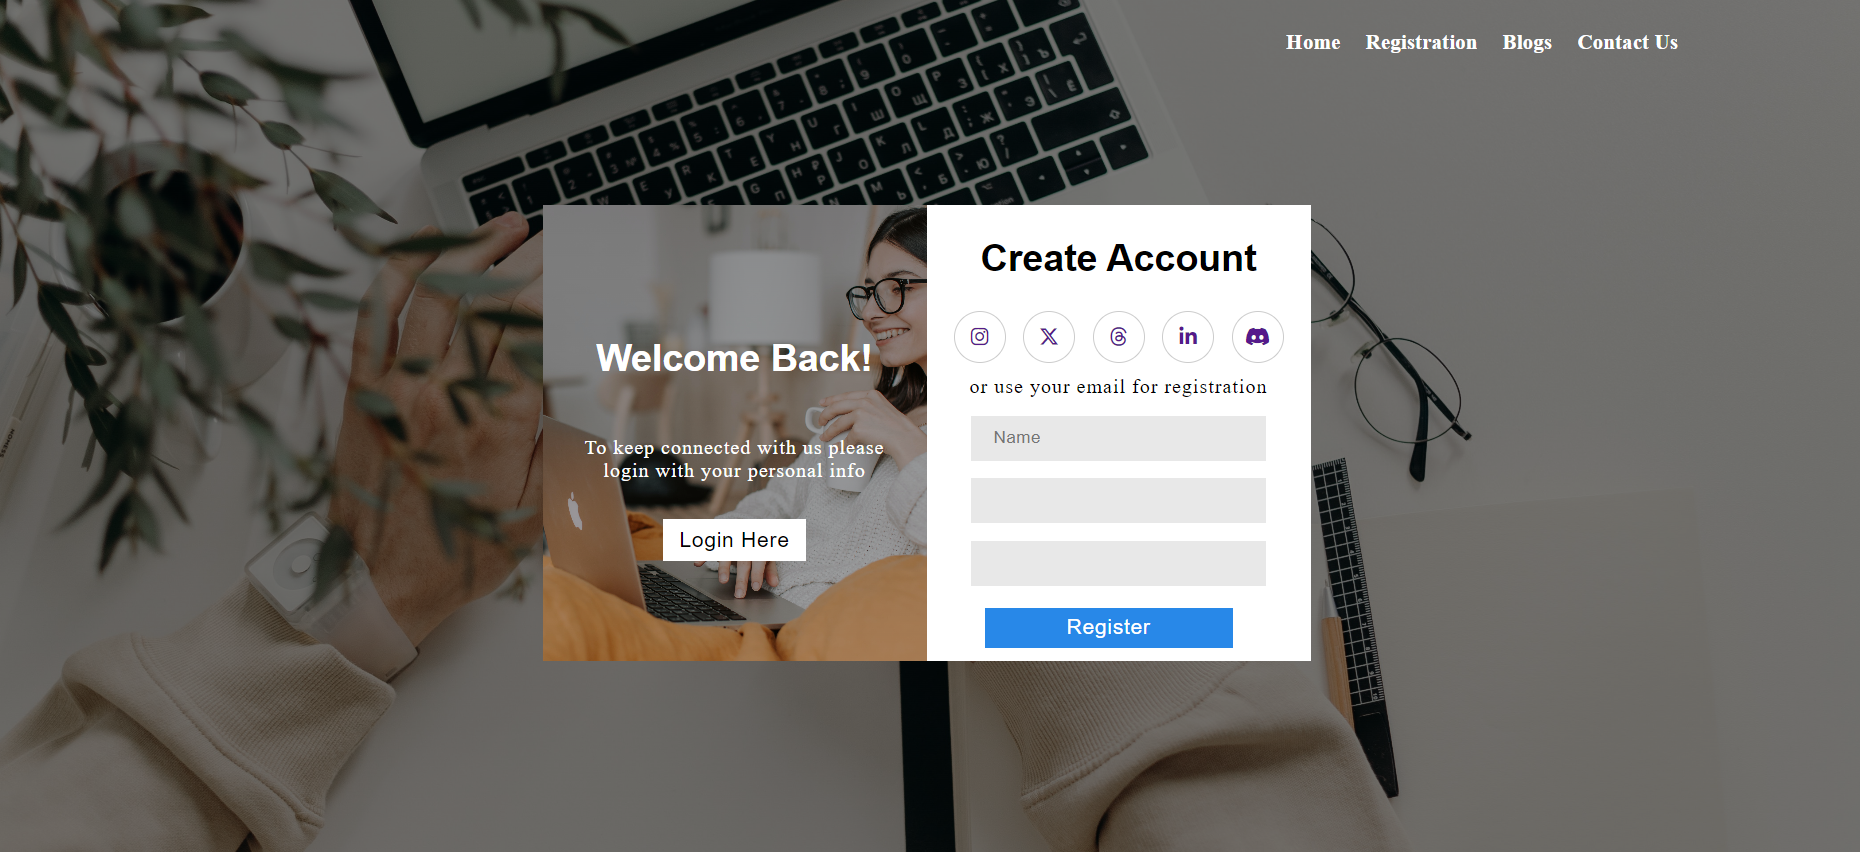 Home Registration Blogs Contact Us
Create Account
Welcome Back!
or use your email for registration
To keep connected with us please
login with your personal info
Name
Login Here
Register